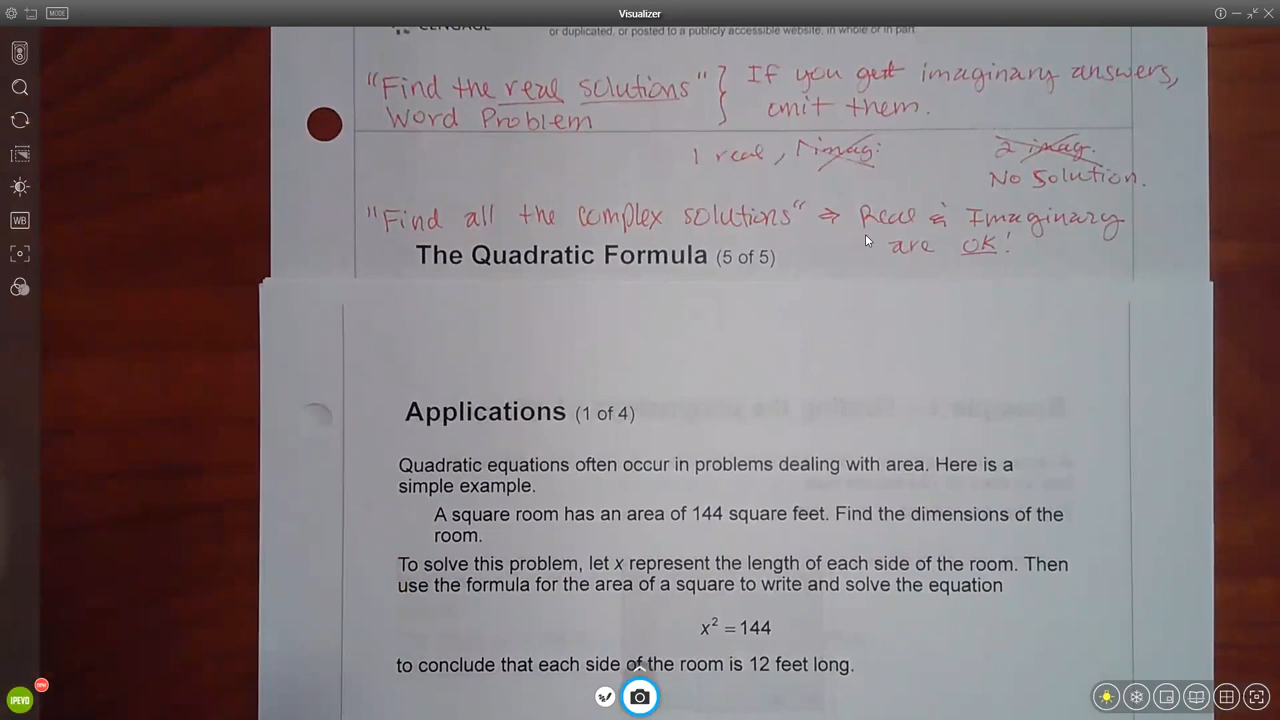 MODE
Visualizer
CENGAGE
or duplicated, or posted to a publicly accessible website, in whole or in part.
"Find the real solutions" } If you get imaginary answers,
Word Problem omit them.
1 real, 1 imag. 2 imag.
No Solution.
"Find all the complex solutions" ⇒ Real & Imaginary
are OK!
The Quadratic Formula (5 of 5)
Applications (1 of 4)
Quadratic equations often occur in problems dealing with area. Here is a
simple example.
A square room has an area of 144 square feet. Find the dimensions of the
room.
To solve this problem, let x represent the length of each side of the room. Then
use the formula for the area of a square to write and solve the equation
x² = 144
to conclude that each side of the room is 12 feet long.
WB
IPEVO
new